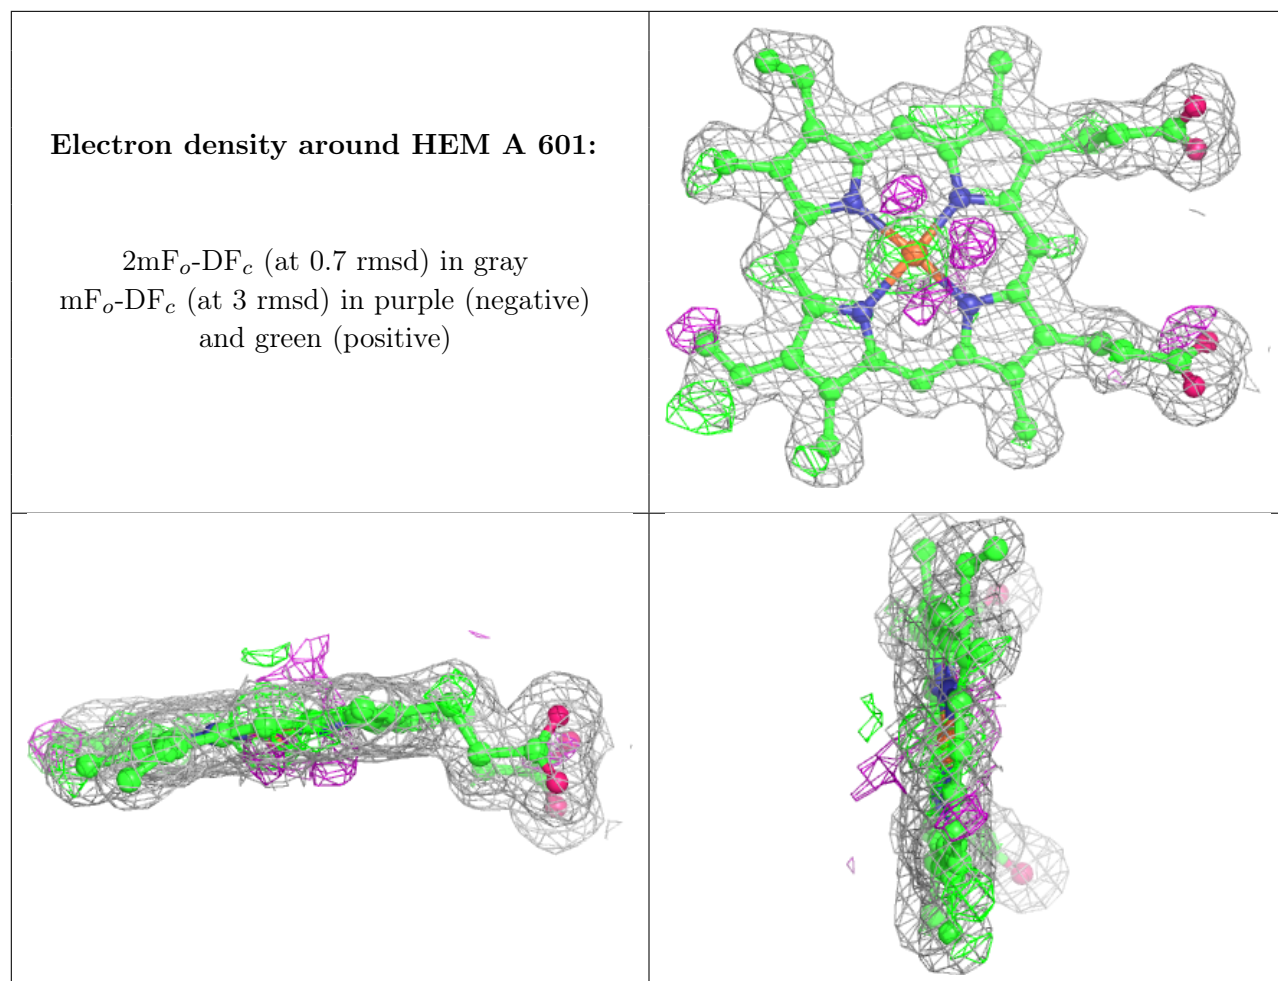 Electron density around HEM A 601:
2mFₒ-DF𝒸 (at 0.7 rmsd) in gray
mFₒ-DF𝒸 (at 3 rmsd) in purple (negative)
and green (positive)